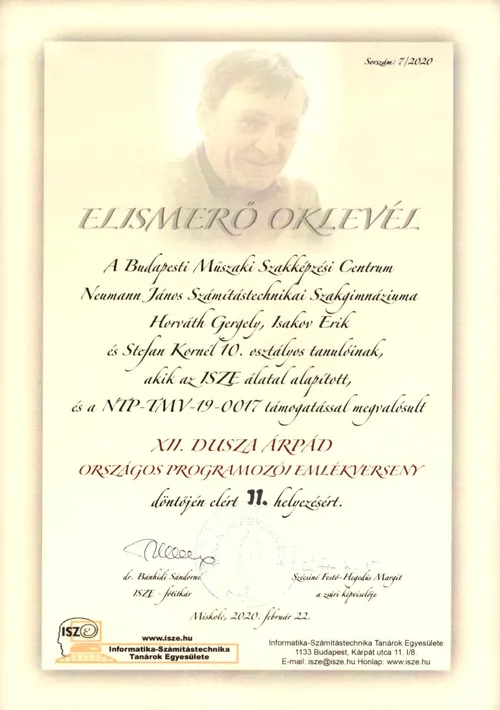 Sorszám: 7/2020
ELISMERŐ OKLEVÉL
A Budapesti Műszaki Szakképzési Centrum
Neumann János Számítástechnikai Szakgimnáziuma
Horváth Gergely, Isakov Erik
és Stefan Kornél 10. osztályos tanulóinak,
akik az ISZE álatal alapított,
és a NTP-TMV-19-0017 támogatással megvalósult
XII. DUSZA ÁRPÁD
ORSZÁGOS PROGRAMOZÓI EMLÉKVERSENY
döntőjén elért 11. helyezésért.
dr. Bánhidi Sándorné
Szécsiné Festő-Hegedűs Margit
ISZE - főtitkár
a zsűri képviselője
Miskolc, 2020. február 22.
ISZE
www.isze.hu
Informatika-Számítástechnika
Tanárok Egyesülete
Informatika-Számítástechnika Tanárok Egyesülete
1133 Budapest, Kárpát utca 11. I/8.
E-mail: isze@isze.hu Honlap: www.isze.hu